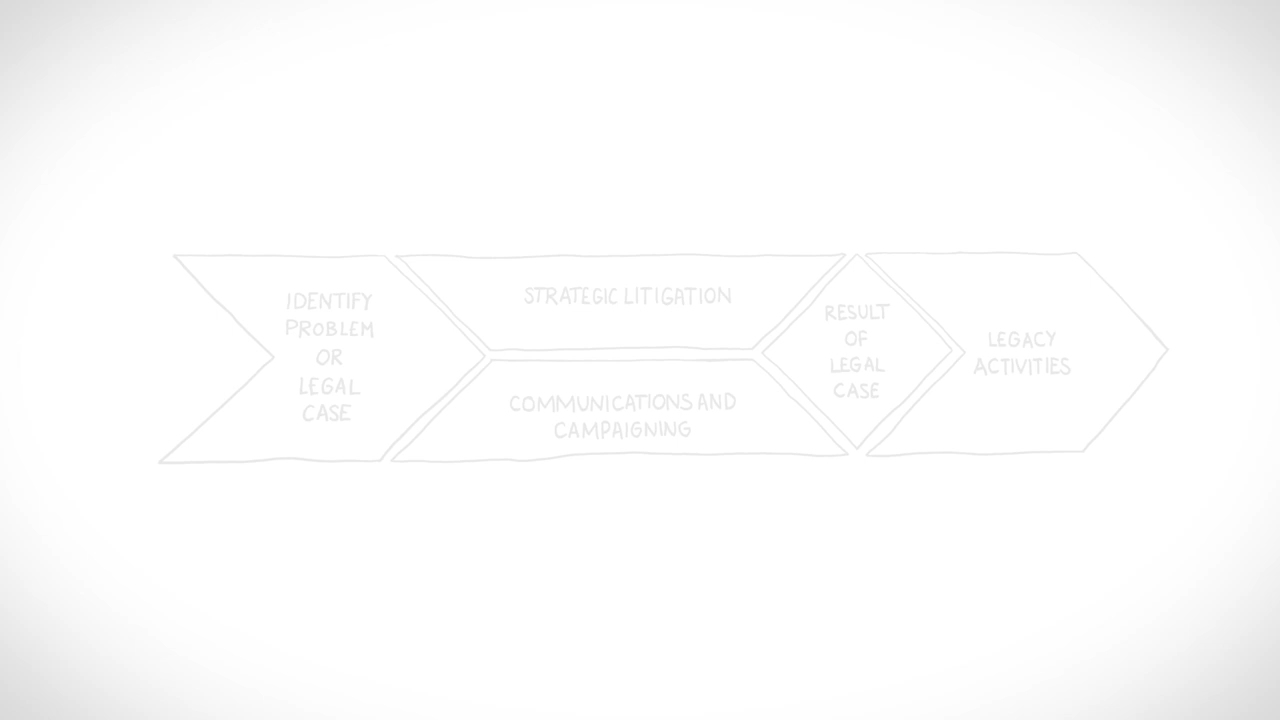 IDENTIFY
PROBLEM
OR
LEGAL
CASE
STRATEGIC LITIGATION
COMMUNICATIONS AND
CAMPAIGNING
RESULT
OF
LEGAL
CASE
LEGACY
ACTIVITIES